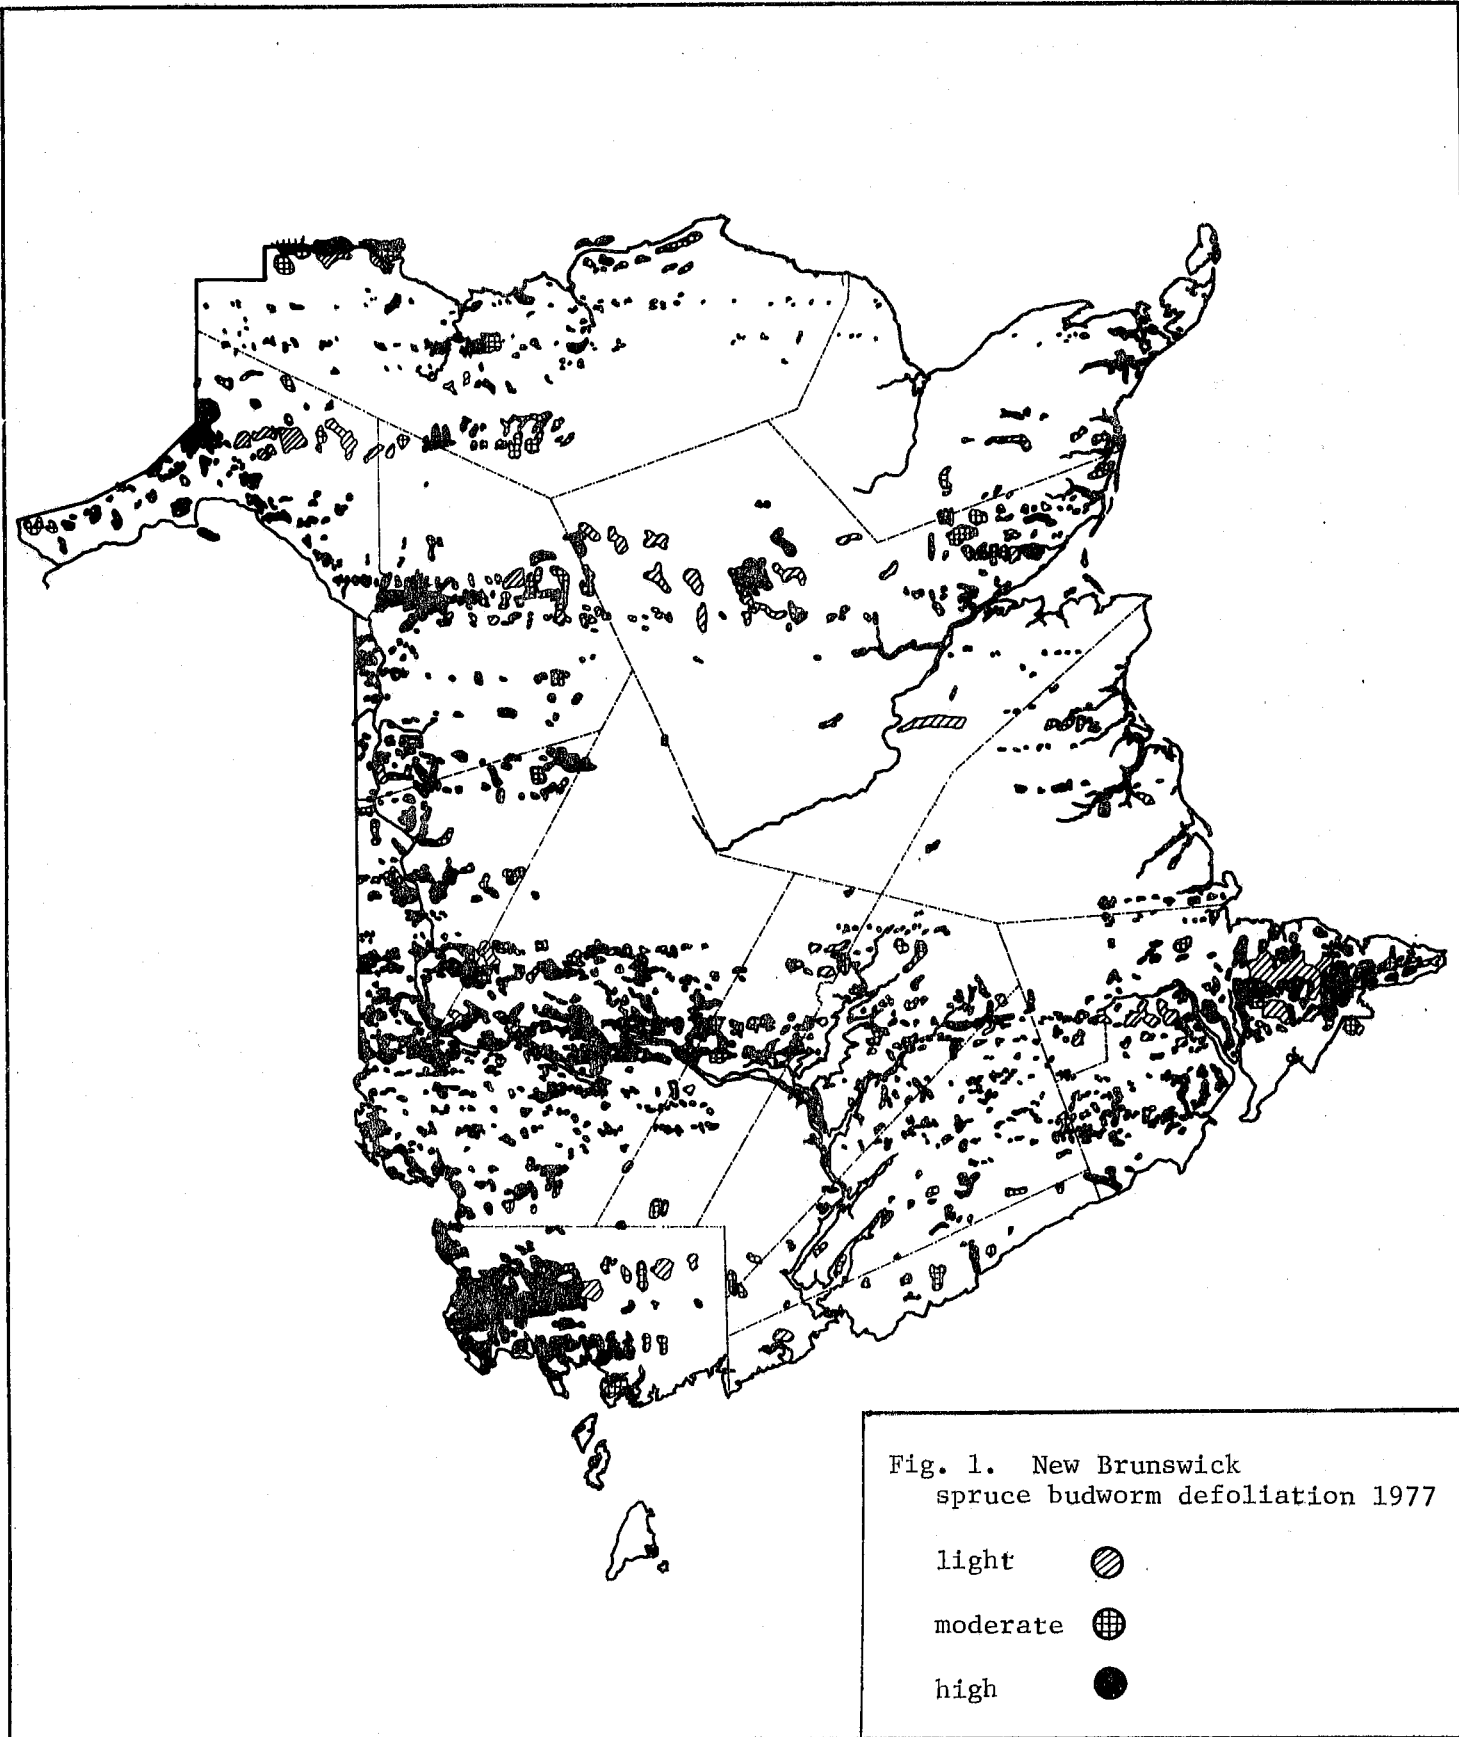 Fig. 1. New Brunswick
spruce budworm defoliation 1977
light
moderate
high